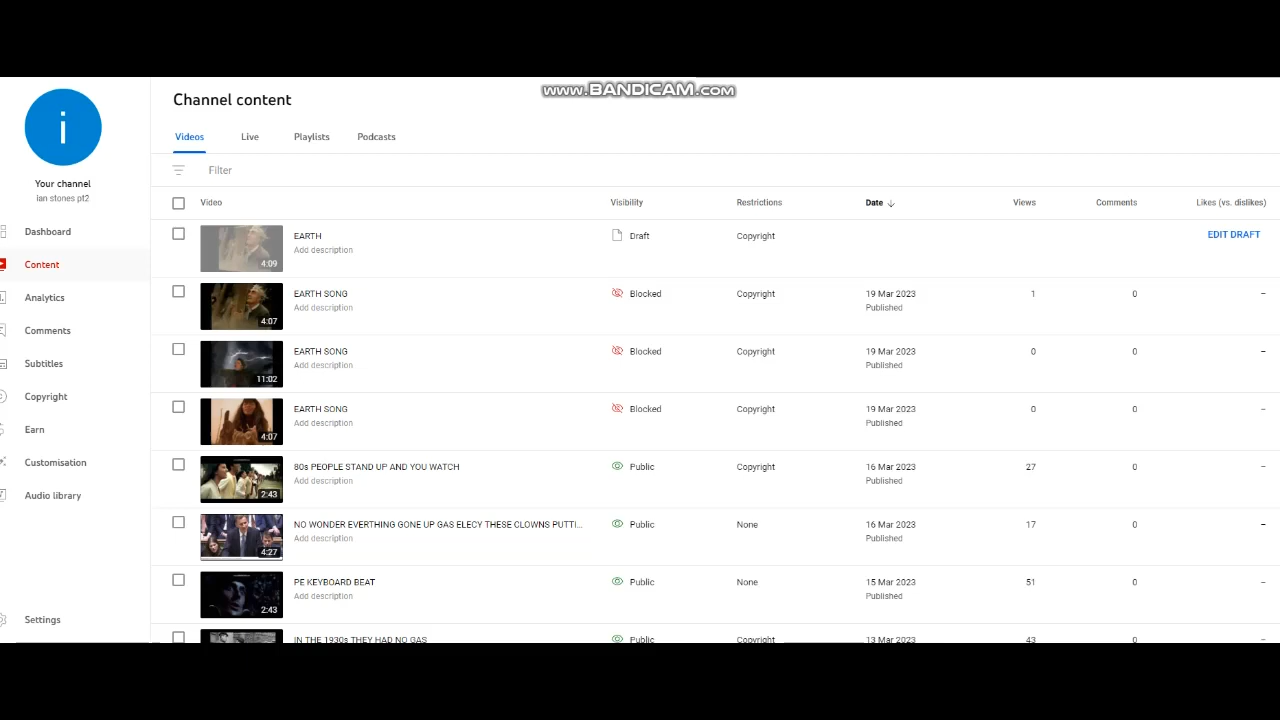 www.BANDICAM.com
Channel content
i
Your channel
ian stones pt2
Videos Live Playlists Podcasts
Filter
Dashboard
Content
Analytics
Comments
Subtitles
Copyright
Earn
Customisation
Audio library
Settings
Video Visibility Restrictions Date Views Comments Likes (vs. dislikes)
EARTH Draft Copyright EDIT DRAFT
Add description
4:09
EARTH SONG Blocked Copyright 19 Mar 2023 1 0 –
Add description Published
4:07
EARTH SONG Blocked Copyright 19 Mar 2023 0 0 –
Add description Published
11:02
EARTH SONG Blocked Copyright 19 Mar 2023 0 0 –
Add description Published
4:07
80s PEOPLE STAND UP AND YOU WATCH Public Copyright 16 Mar 2023 27 0 –
Add description Published
2:43
NO WONDER EVERTHING GONE UP GAS ELECY THESE CLOWNS PUTTI... Public None 16 Mar 2023 17 0 –
Add description Published
4:27
PE KEYBOARD BEAT Public None 15 Mar 2023 51 0 –
Add description Published
2:43
IN THE 1930s THEY HAD NO GAS Public Copyright 13 Mar 2023 43 0 –